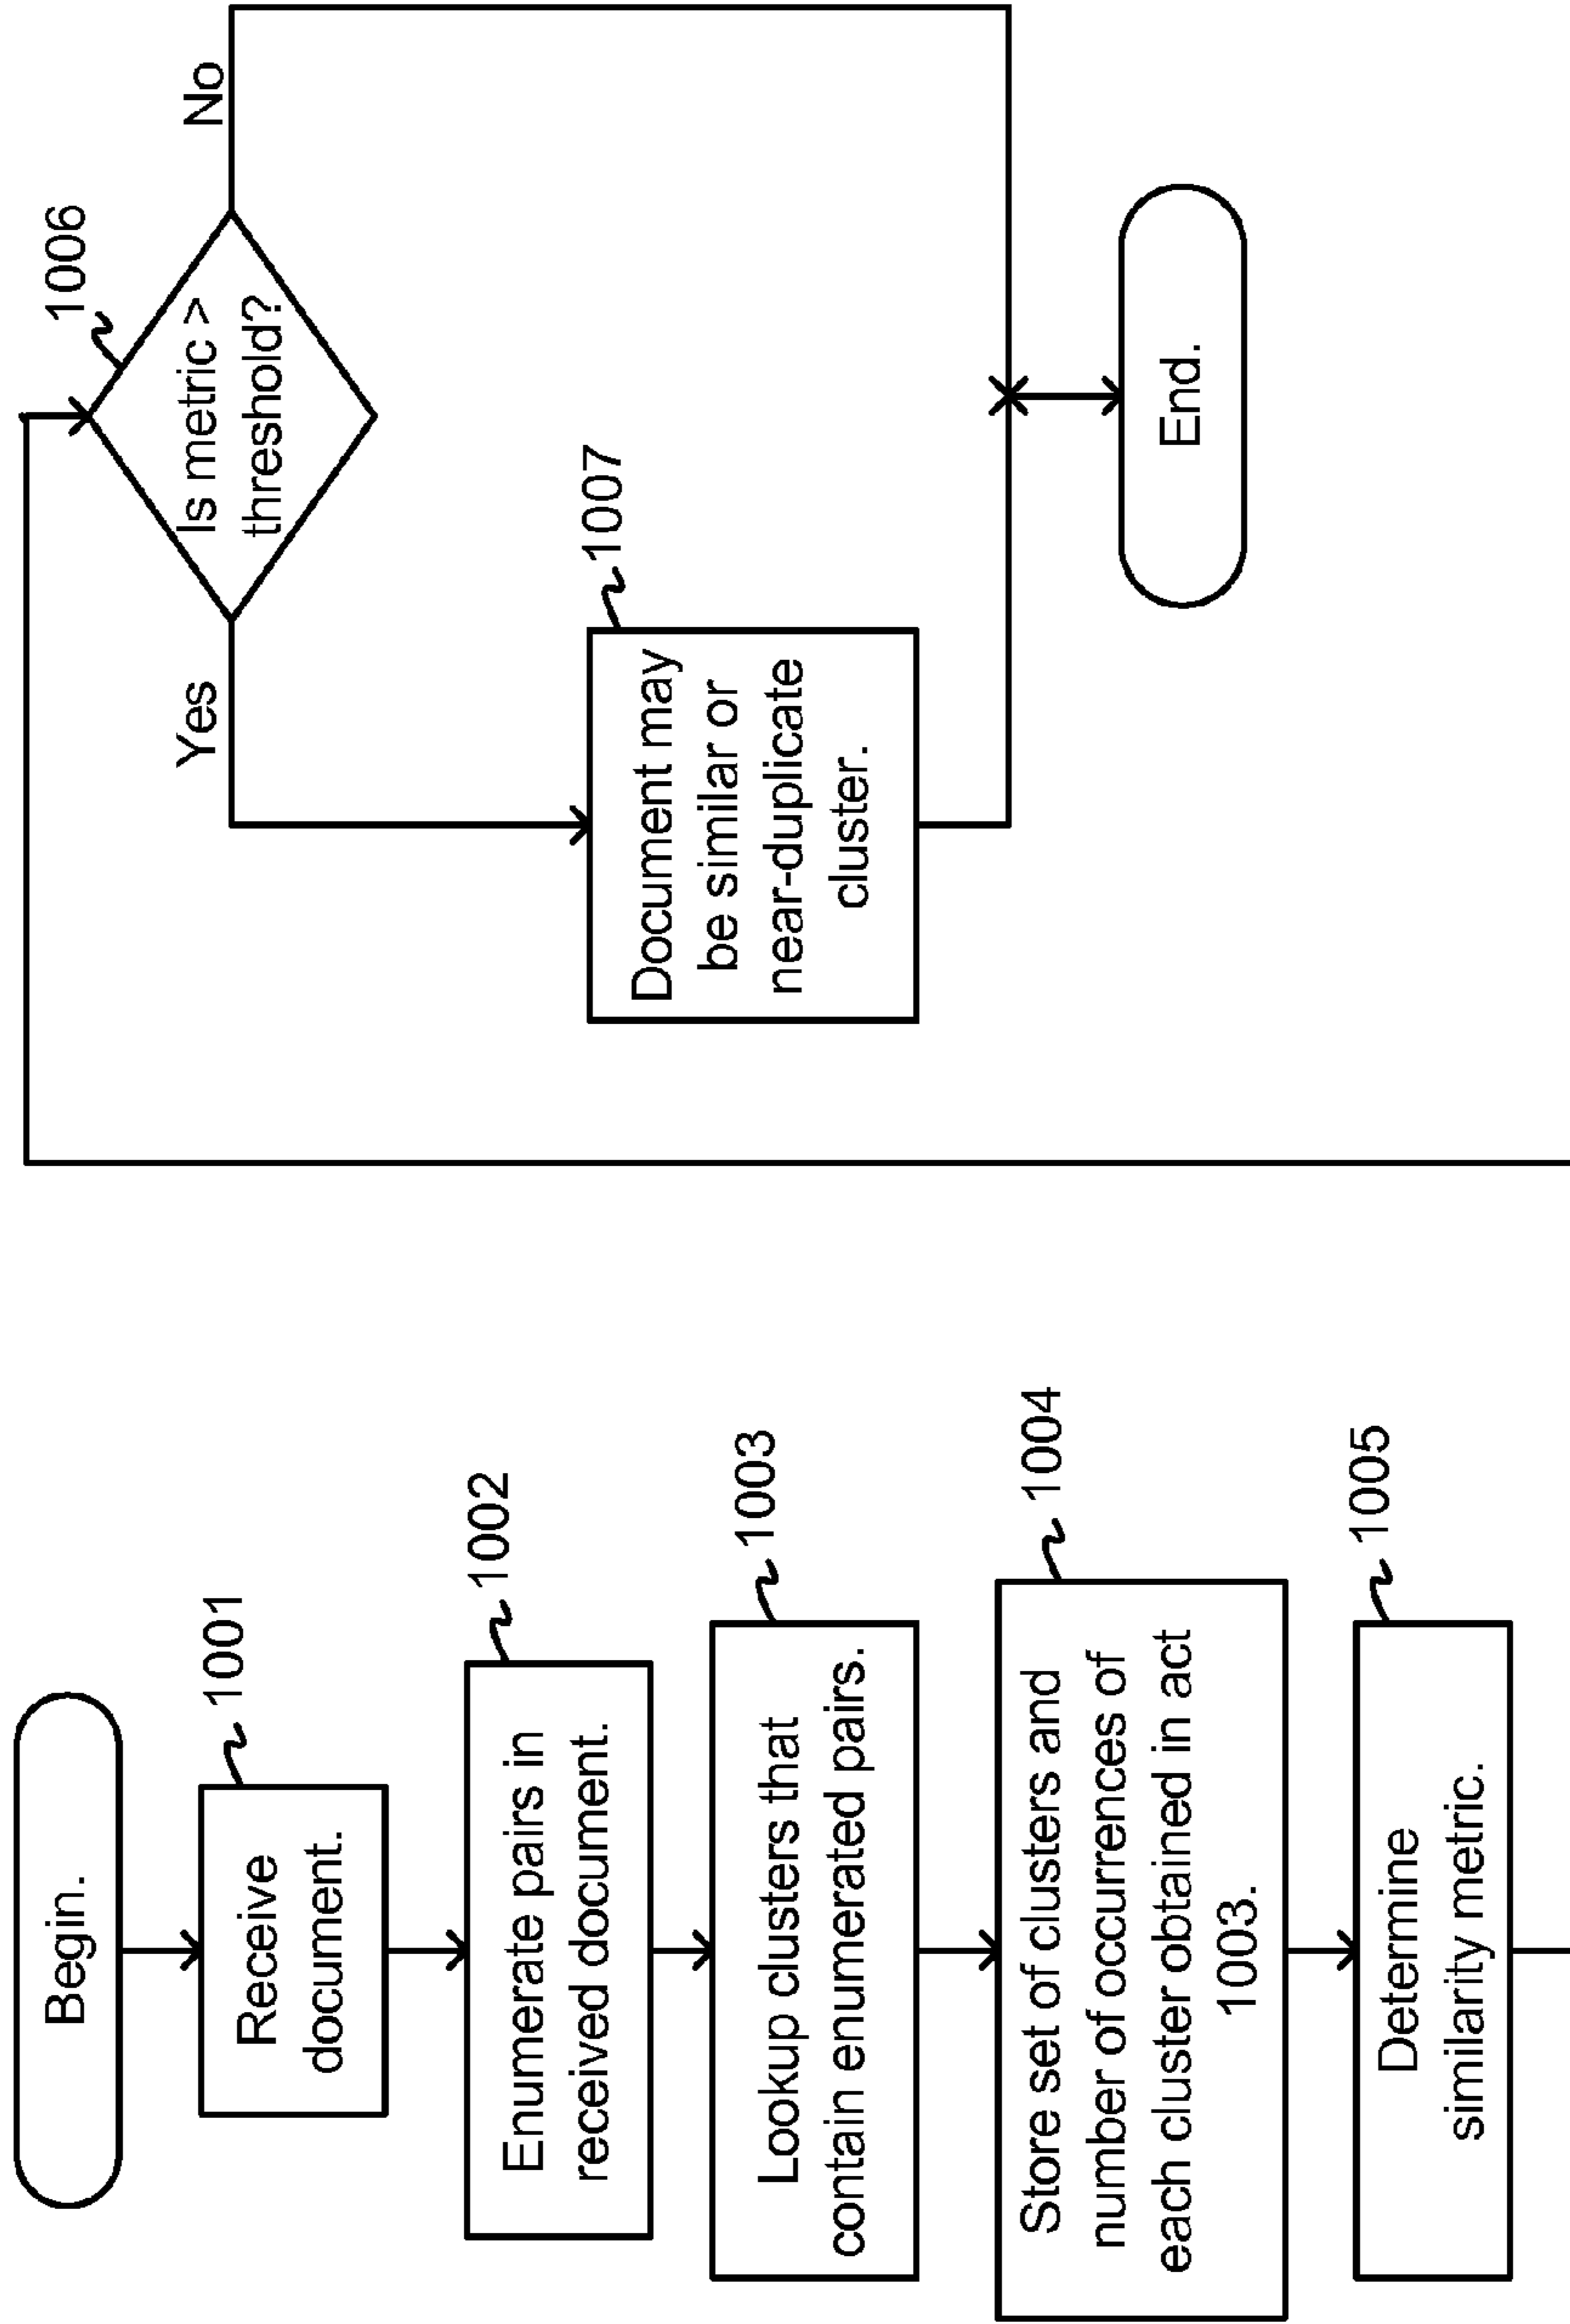 Begin.
1001
Receive
document.
1002
Enumerate pairs in
received document.
1003
Lookup clusters that
contain enumerated pairs.
1004
Store set of clusters and
number of occurrences of
each cluster obtained in act
1003.
1005
Determine
similarity metric.
1006
Is metric >
threshold?
Yes
No
1007
Document may
be similar or
near-duplicate
cluster.
End.